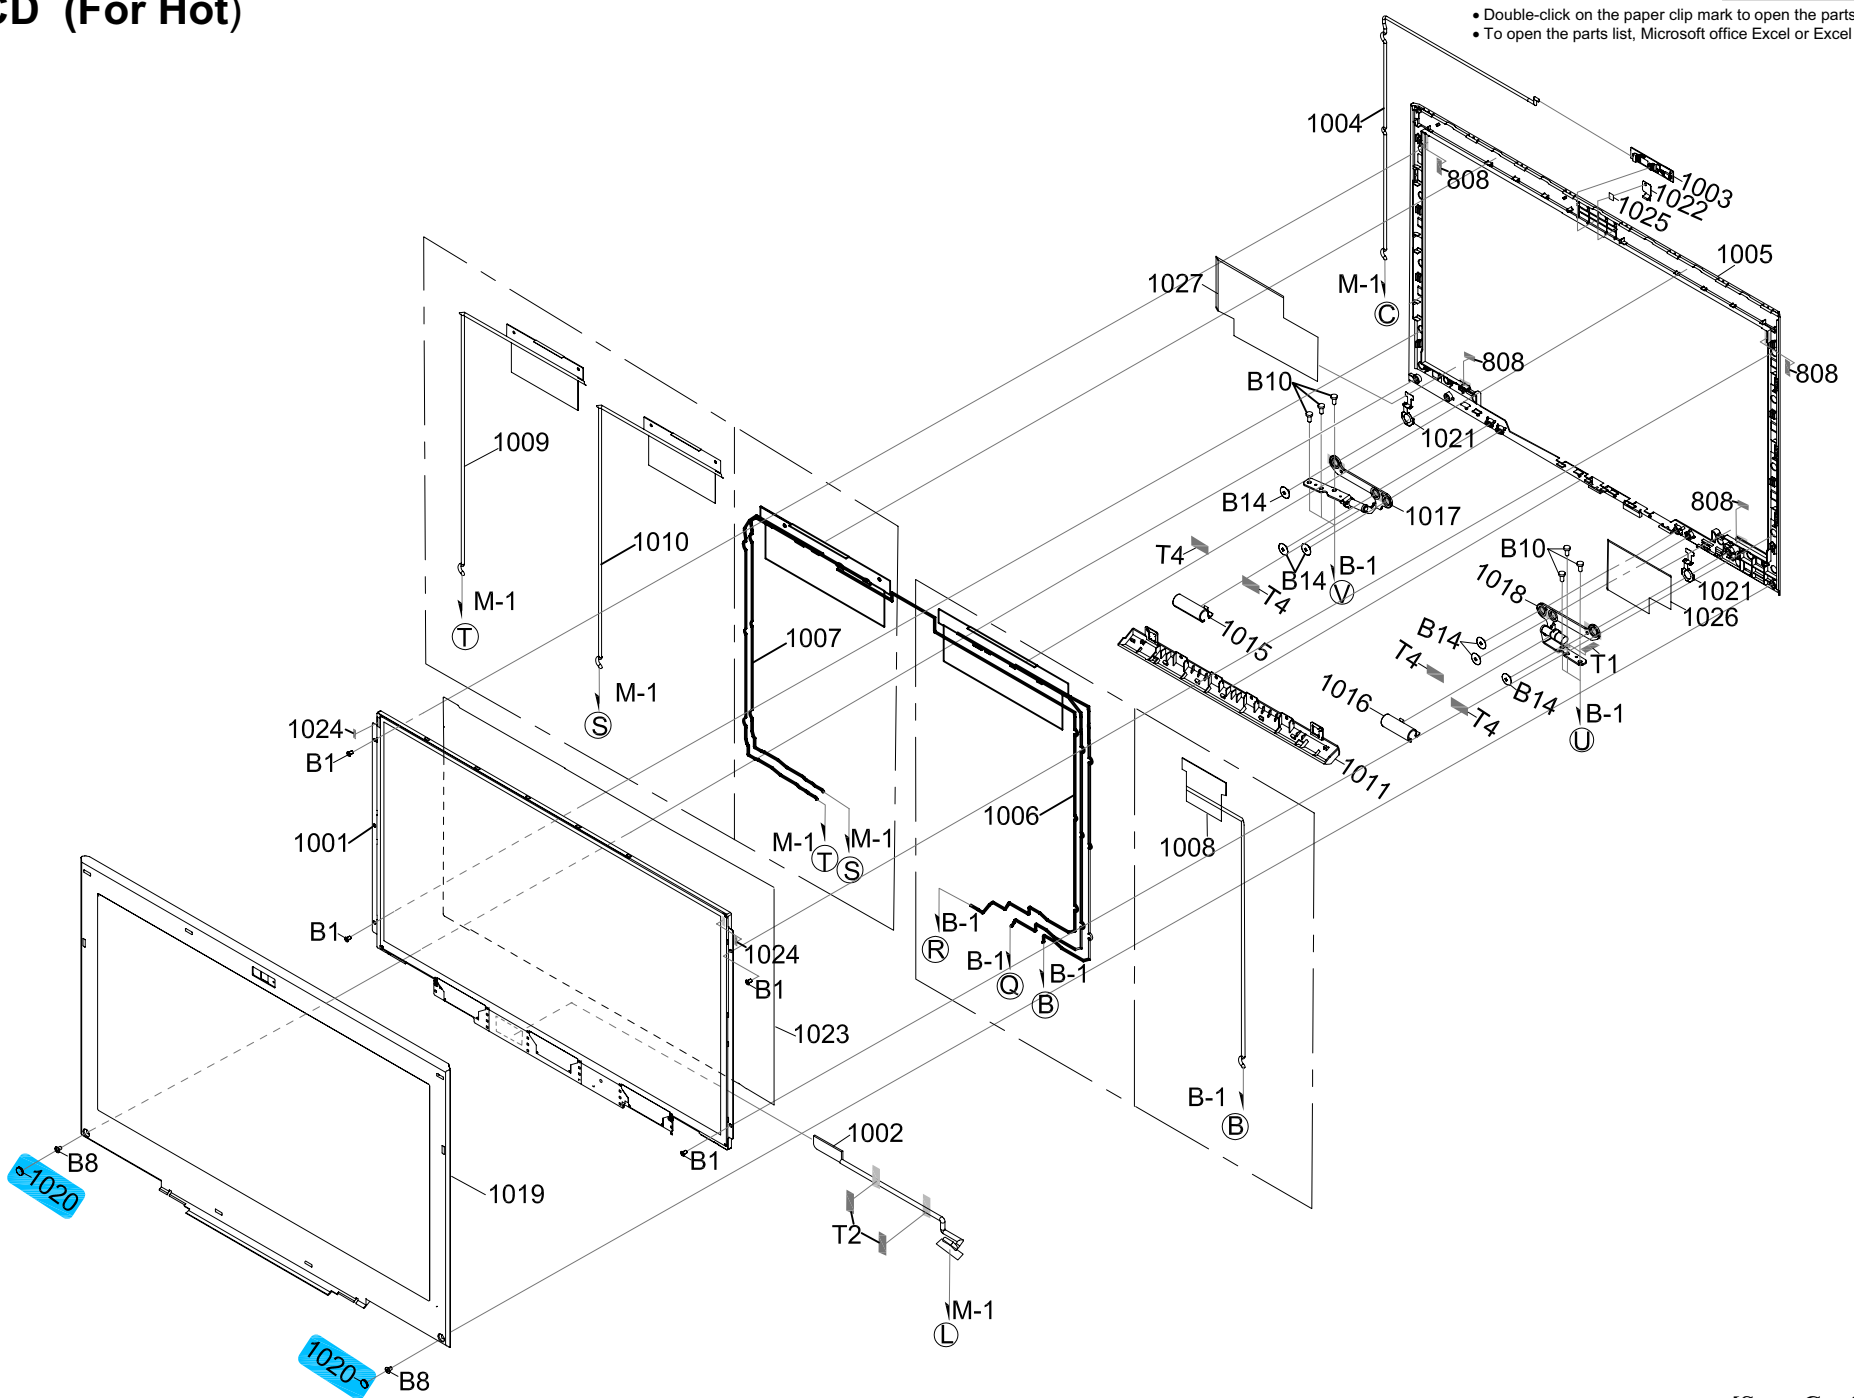 CD (For Hot)
• Double-click on the paper clip mark to open the parts
• To open the parts list, Microsoft office Excel or Excel
1004
808
1003
1022
1025
1005
1027
M-1
C
808
808
B10
1021
1009
B14
1017
808
1010
T4
B10
B14
B-1
V
1018
1021
1026
M-1
T
T4
1007
1015
B14
T1
T4
M-1
S
1016
B14
T4
B-1
U
1024
B1
1011
1006
1001
M-1
T
M-1
S
1008
B1
B-1
R
1024
B-1
Q
B-1
B
B1
1023
B-1
B
1002
B8
B1
1020
1019
T2
M-1
L
1020
B8